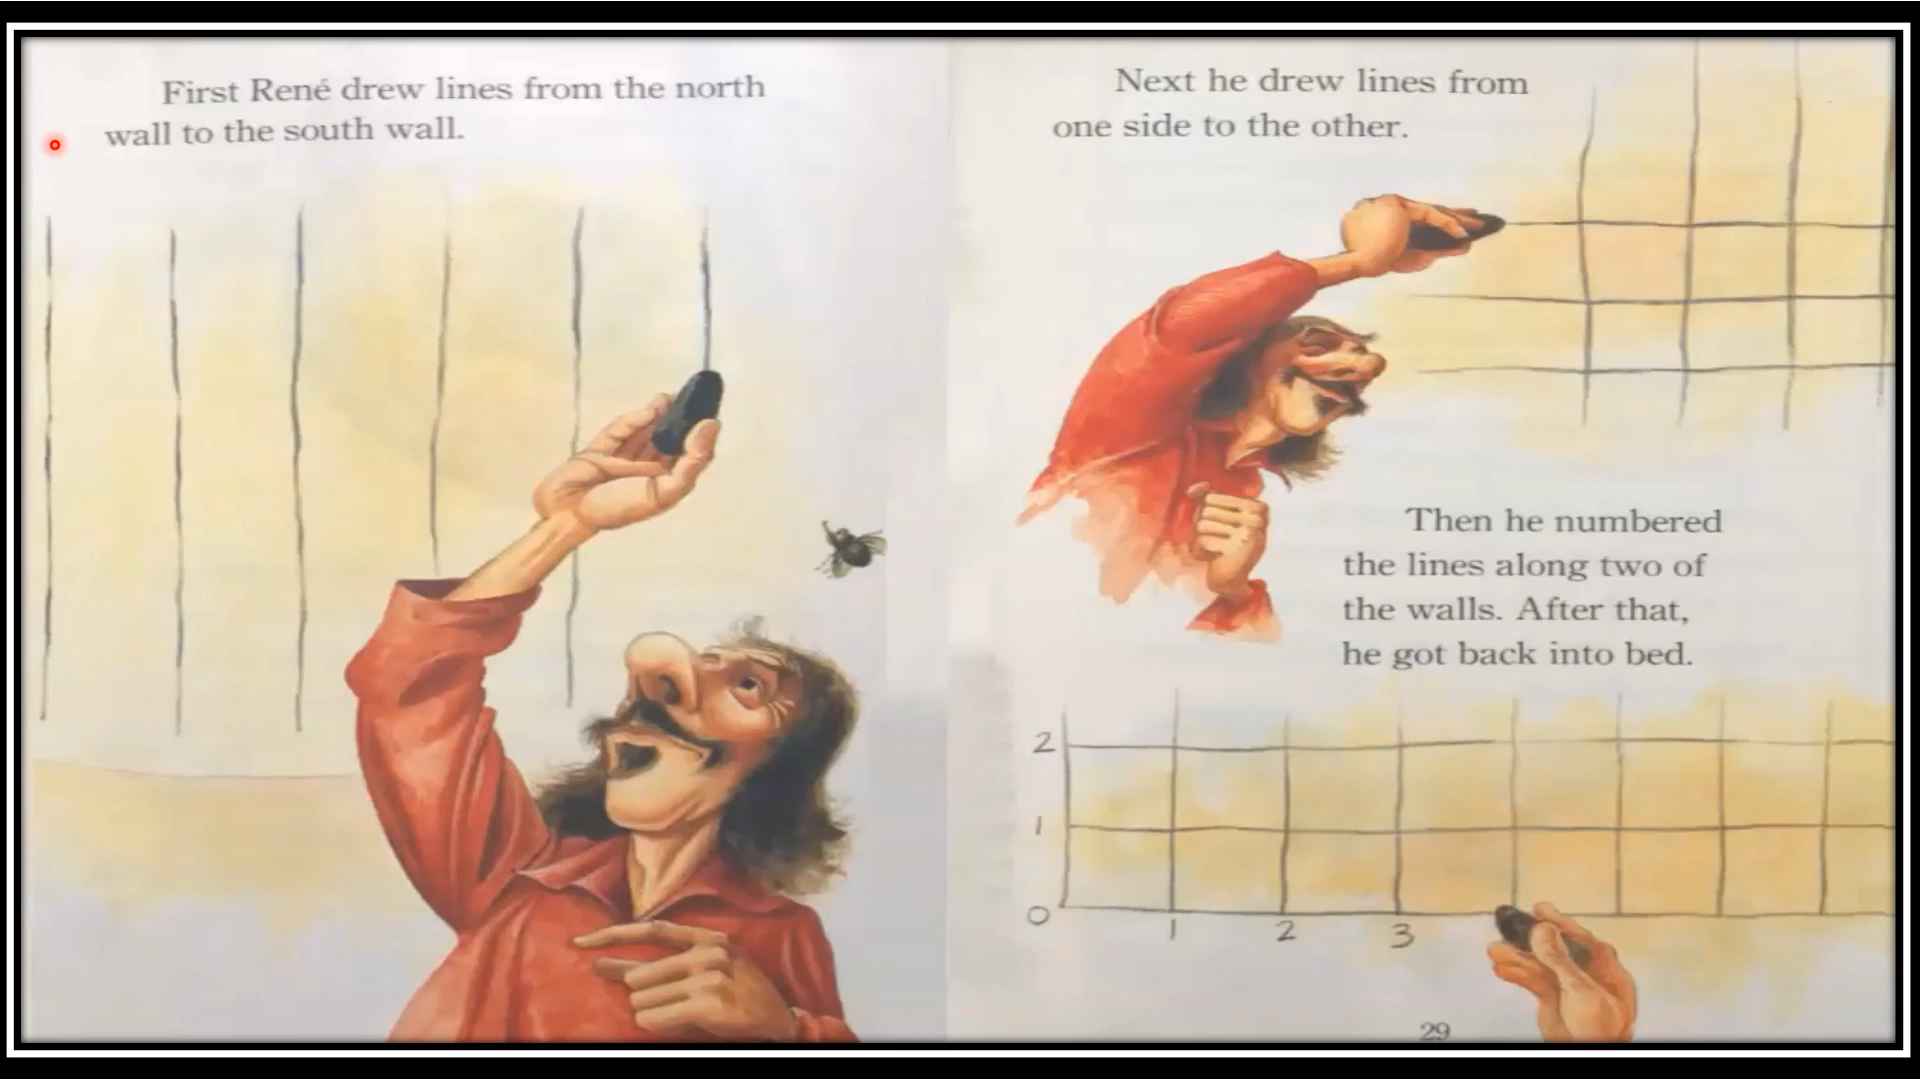 First René drew lines from the north
wall to the south wall.
Next he drew lines from
one side to the other.
Then he numbered
the lines along two of
the walls. After that,
he got back into bed.
2
1
0
1
2
3
29